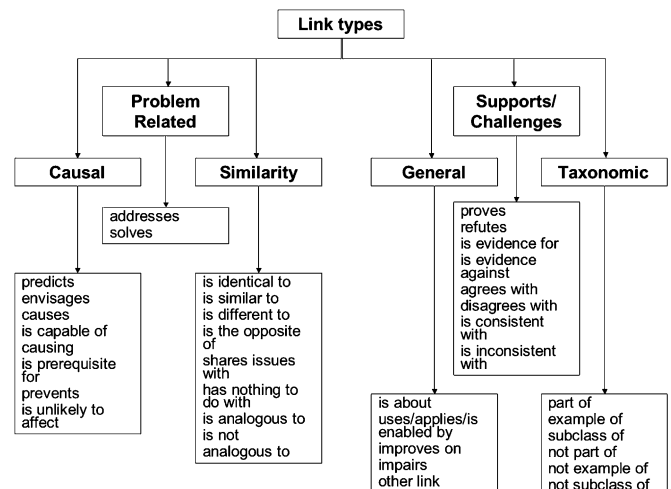 Link types
Problem
Related
Supports/
Challenges
Causal
Similarity
General
Taxonomic
addresses
solves
proves
refutes
is evidence for
is evidence
against
agrees with
disagrees with
is consistent
with
is inconsistent
with
predicts
envisages
causes
is capable of
causing
is prerequisite
for
prevents
is unlikely to
affect
is identical to
is similar to
is different to
is the opposite
of
shares issues
with
has nothing to
do with
is analogous to
is not
analogous to
is about
uses/applies/is
enabled by
improves on
impairs
other link
part of
example of
subclass of
not part of
not example of
not subclass of